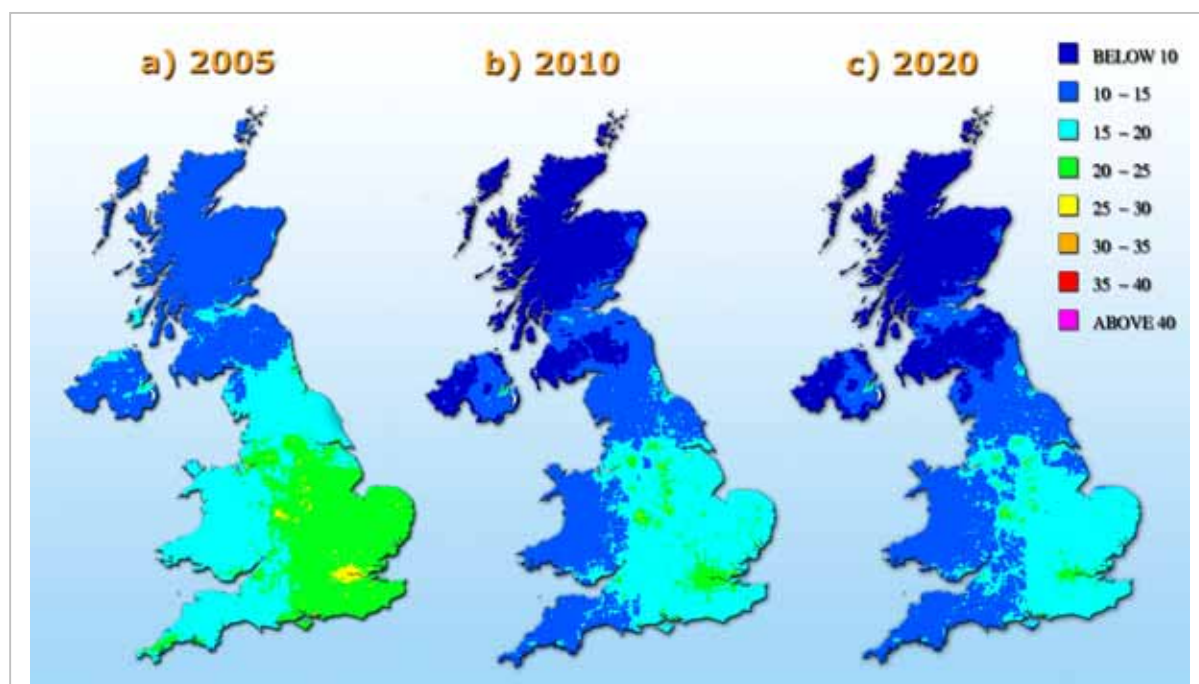 a) 2005
b) 2010
c) 2020
BELOW 10
10 – 15
15 – 20
20 – 25
25 – 30
30 – 35
35 – 40
ABOVE 40